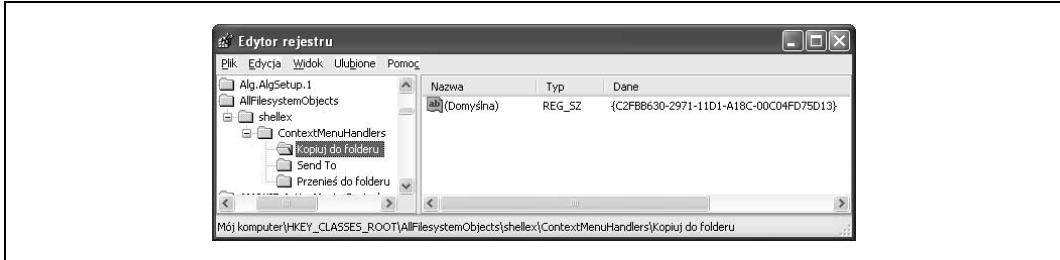 Edytor rejestru
Plik Edycja Widok Ulubione Pomoc
Alg.AlgSetup.1
AllFilesystemObjects
shellex
ContextMenuHandlers
Kopiuj do folderu
Send To
Przenieś do folderu
Nazwa Typ Dane
ab (Domyślna) REG_SZ {C2FBB630-2971-11D1-A18C-00C04FD75D13}
Mój komputer\HKEY_CLASSES_ROOT\AllFilesystemObjects\shellex\ContextMenuHandlers\Kopiuj do folderu